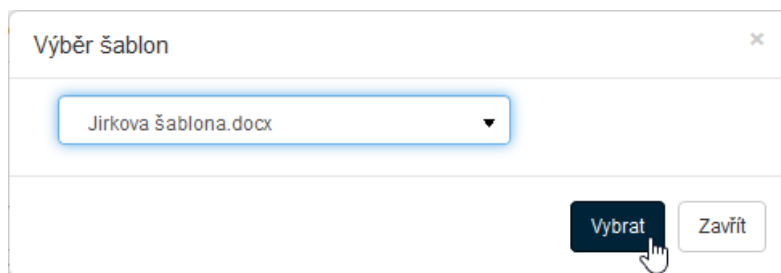 Výběr šablon
×
Jirkova šablona.docx
Vybrat
Zavřít